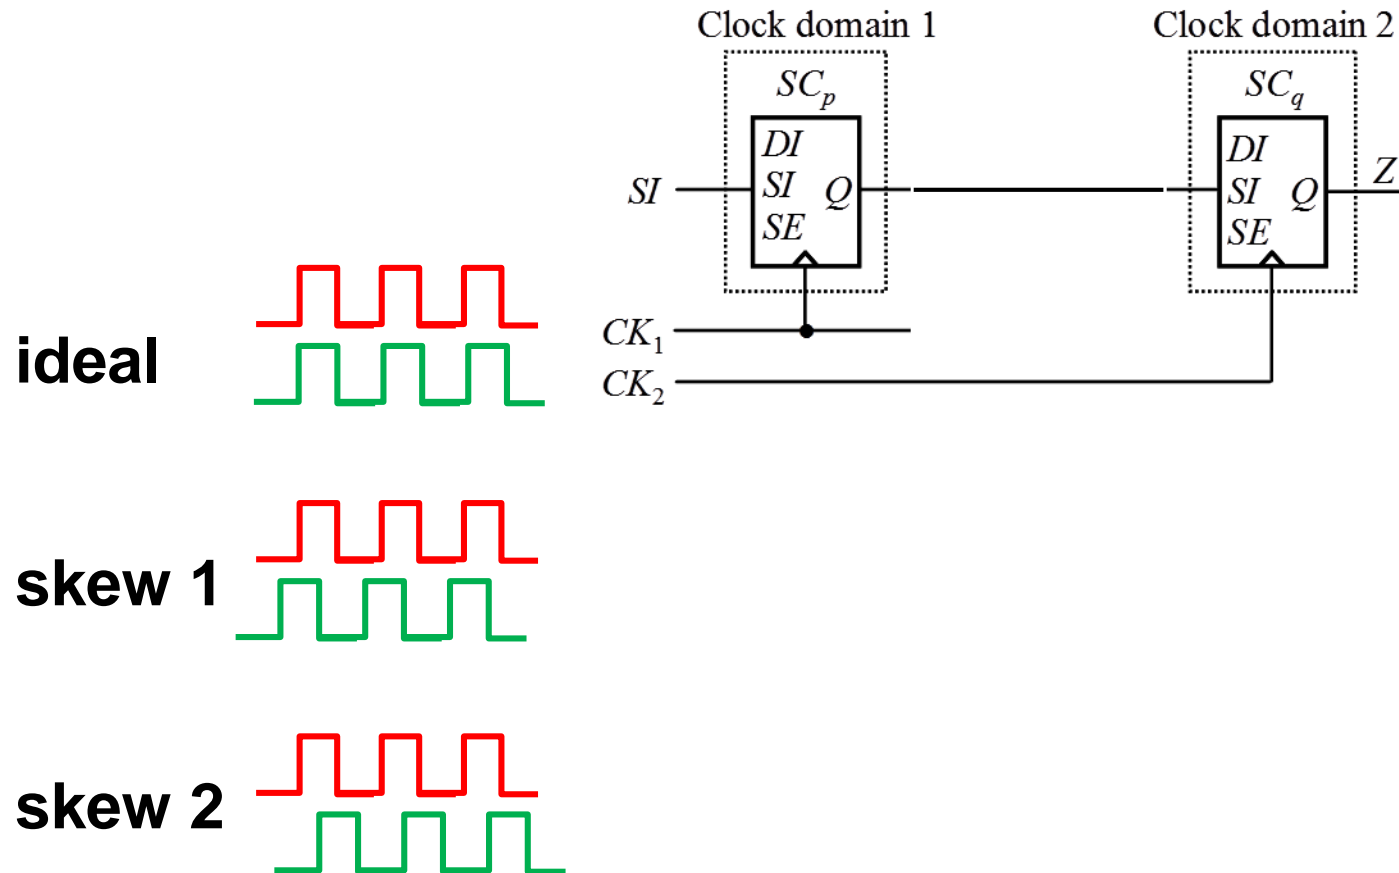 Clock domain 1
Clock domain 2
SCp
SCq
DI
SI
SI Q
SE
DI
SI Q
SE
Z
CK1
CK2
ideal
skew 1
skew 2